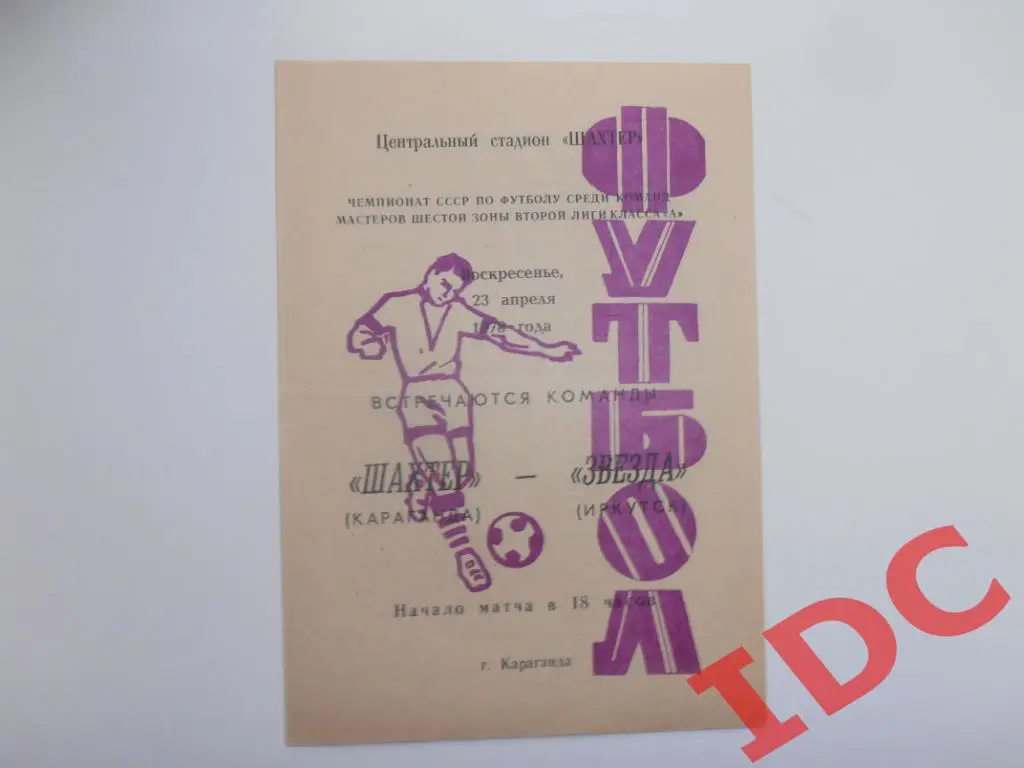 Центральный стадион «ШАХТЕР»
ЧЕМПИОНАТ СССР ПО ФУТБОЛУ СРЕДИ КОМАНД
МАСТЕРОВ ШЕСТОЙ ЗОНЫ ВТОРОЙ ЛИГИ КЛАССА «А»
Воскресенье,
23 апреля
1978 года
ВСТРЕЧАЮТСЯ КОМАНДЫ:
«ШАХТЕР» — «ЗВЕЗДА»
(КАРАГАНДА) (ИРКУТСК)
Начало матча в 18 часов.
г. Караганда
ФУТБОЛ
IDC